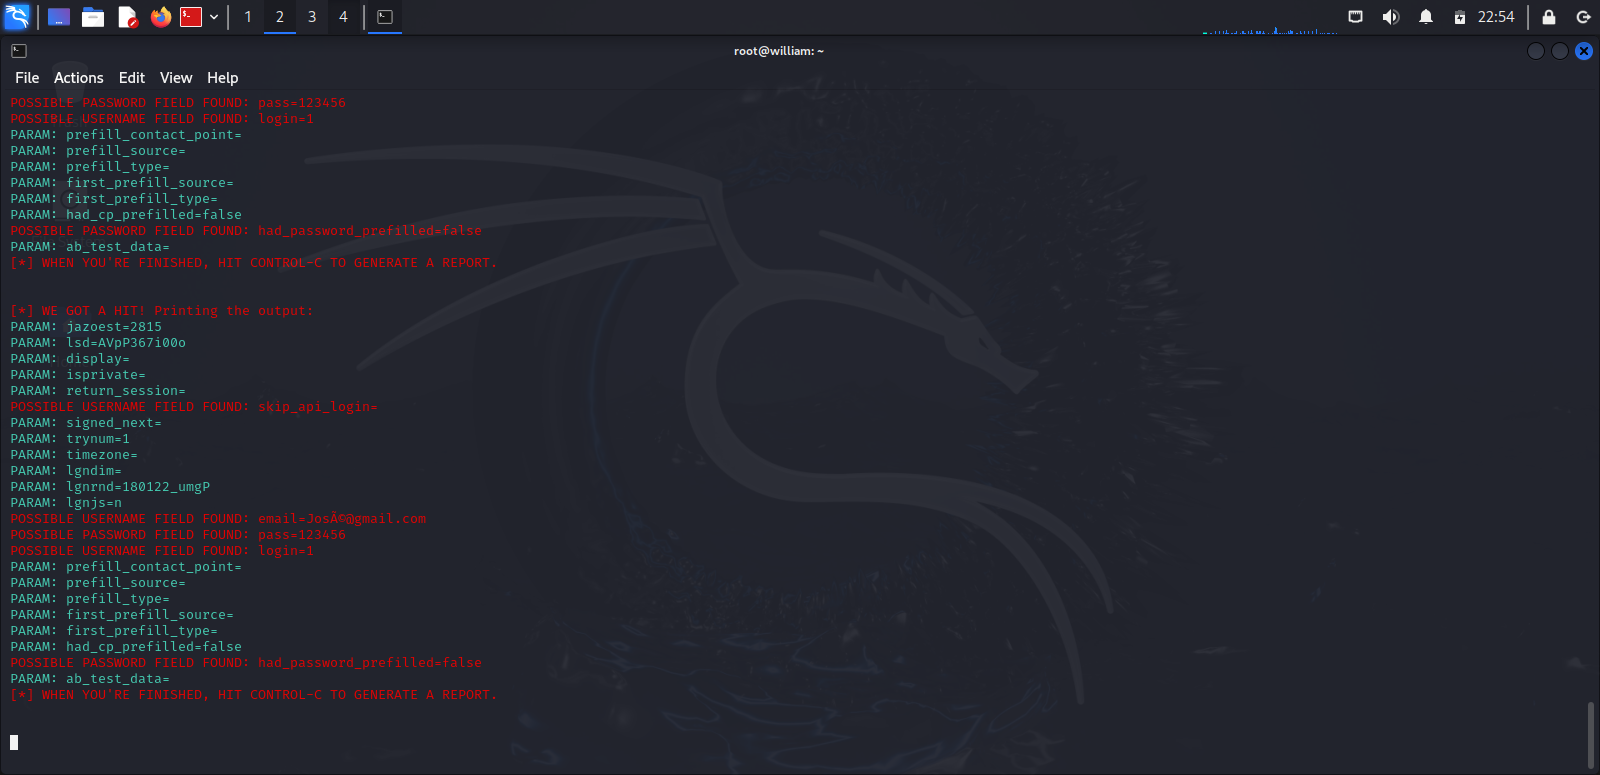 1 2 3 4 22:54
root@william: ~
File Actions Edit View Help
POSSIBLE PASSWORD FIELD FOUND: pass=123456
POSSIBLE USERNAME FIELD FOUND: login=1
PARAM: prefill_contact_point=
PARAM: prefill_source=
PARAM: prefill_type=
PARAM: first_prefill_source=
PARAM: first_prefill_type=
PARAM: had_cp_prefilled=false
POSSIBLE PASSWORD FIELD FOUND: had_password_prefilled=false
PARAM: ab_test_data=
[*] WHEN YOU'RE FINISHED, HIT CONTROL-C TO GENERATE A REPORT.
[*] WE GOT A HIT! Printing the output:
PARAM: jazoest=2815
PARAM: lsd=AVpP367i00o
PARAM: display=
PARAM: isprivate=
PARAM: return_session=
POSSIBLE USERNAME FIELD FOUND: skip_api_login=
PARAM: signed_next=
PARAM: trynum=1
PARAM: timezone=
PARAM: lgndim=
PARAM: lgnrnd=180122_umgP
PARAM: lgnjs=n
POSSIBLE USERNAME FIELD FOUND: email=JosÃ©@gmail.com
POSSIBLE PASSWORD FIELD FOUND: pass=123456
POSSIBLE USERNAME FIELD FOUND: login=1
PARAM: prefill_contact_point=
PARAM: prefill_source=
PARAM: prefill_type=
PARAM: first_prefill_source=
PARAM: first_prefill_type=
PARAM: had_cp_prefilled=false
POSSIBLE PASSWORD FIELD FOUND: had_password_prefilled=false
PARAM: ab_test_data=
[*] WHEN YOU'RE FINISHED, HIT CONTROL-C TO GENERATE A REPORT.